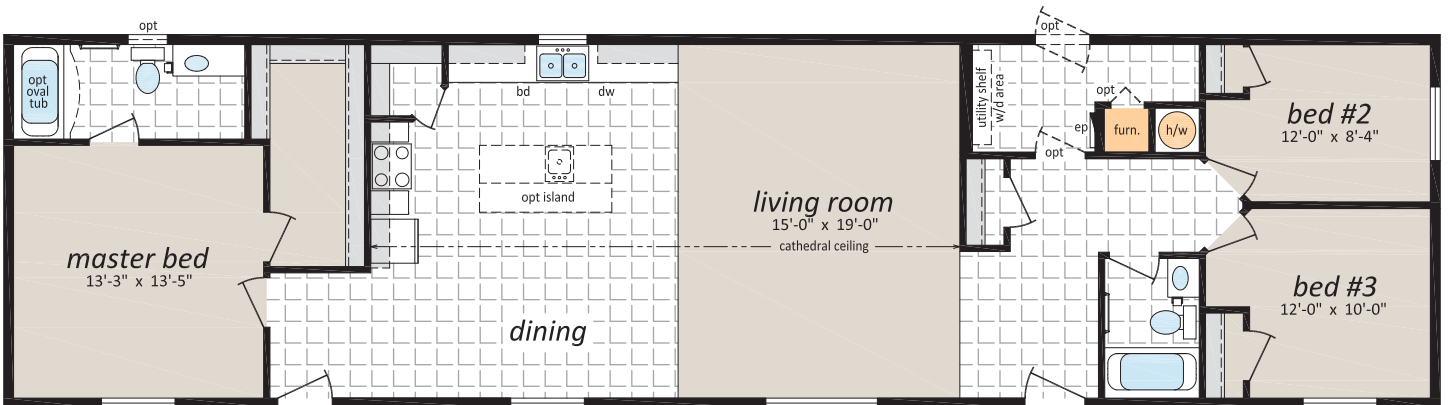 opt
opt
opt
oval
tub
bd
dw
utility shelf
w/d area
opt
ep
furn.
h/w
bed #2
12'-0" x 8'-4"
opt
opt island
living room
15'-0" x 19'-0"
cathedral ceiling
master bed
13'-3" x 13'-5"
bed #3
12'-0" x 10'-0"
dining